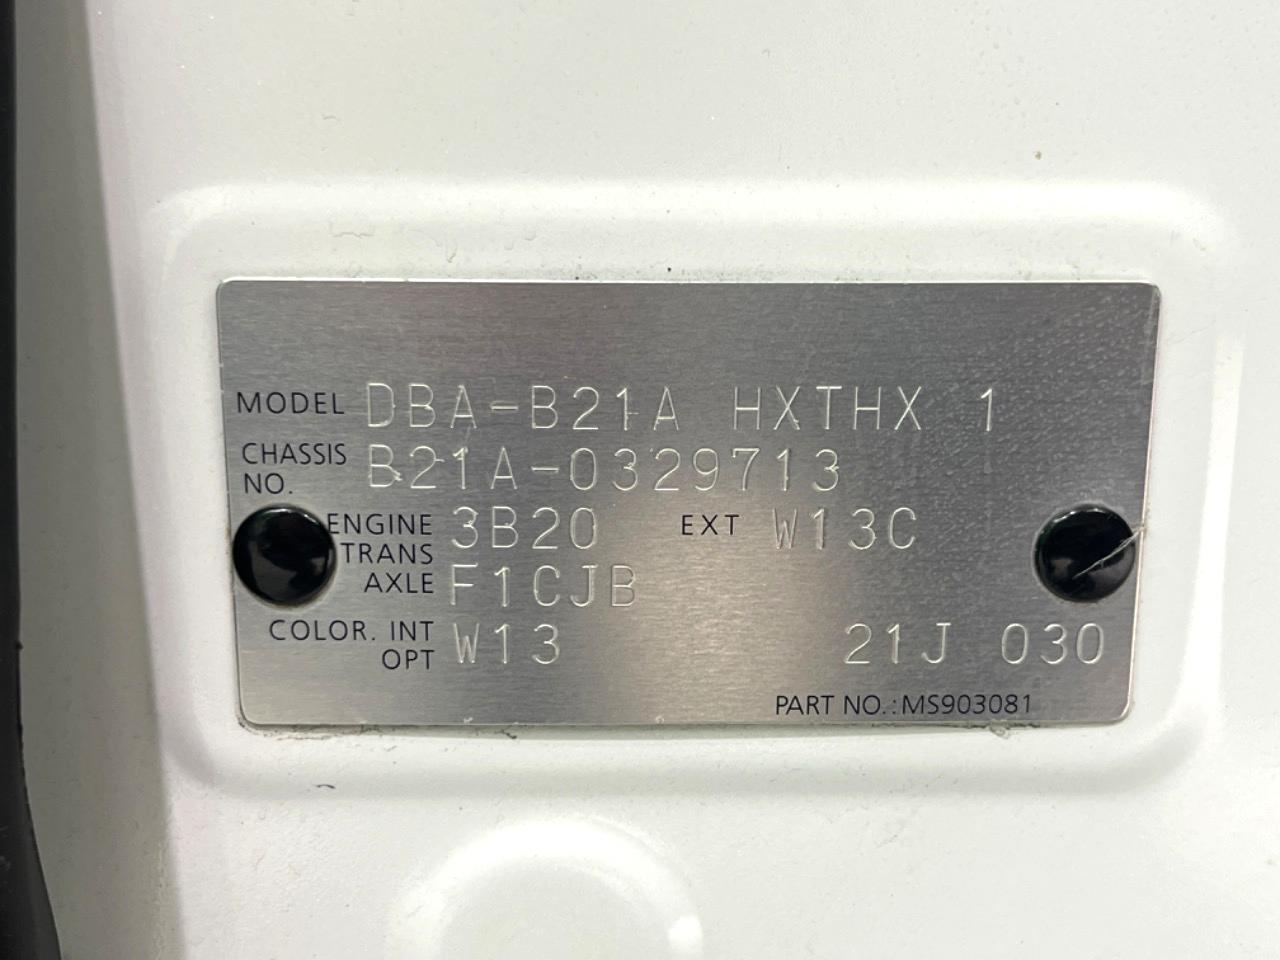 MODEL DBA-B21A HXTHX 1
CHASSIS NO. B21A-0329713
ENGINE 3B20 EXT W13C
TRANS AXLE F1CJB
COLOR. INT OPT W13 21J 030
PART NO.:MS903081